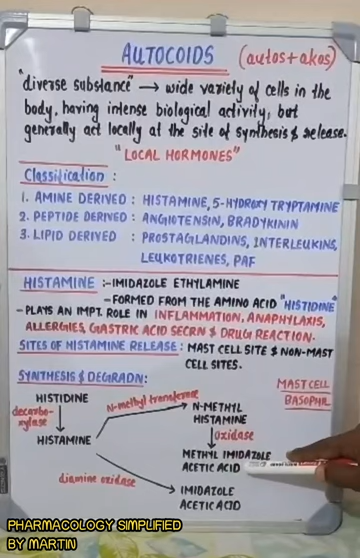 AUTOCOIDS (autos+akos)
"diverse substance" → wide variety of cells in the
body, having intense biological activity, but
generally act locally at the site of synthesis & release.
"LOCAL HORMONES"
Classification :
1. AMINE DERIVED : HISTAMINE, 5-HYDROXY TRYPTAMINE
2. PEPTIDE DERIVED : ANGIOTENSIN, BRADYKININ
3. LIPID DERIVED : PROSTAGLANDINS, INTERLEUKINS,
LEUKOTRIENES, PAF
HISTAMINE :- IMIDAZOLE ETHYLAMINE
- FORMED FROM THE AMINO ACID "HISTIDINE"
- PLAYS AN IMPT. ROLE IN INFLAMMATION, ANAPHYLAXIS,
ALLERGIES, GASTRIC ACID SECRN & DRUG REACTION.
SITES OF HISTAMINE RELEASE : MAST CELL SITE & NON-MAST
CELL SITES.
SYNTHESIS & DEGRADN:
MAST CELL
BASOPHIL
HISTIDINE
decarbo-
xylase
HISTAMINE
N-methyl transferase
N-METHYL
HISTAMINE
oxidase
METHYL IMIDAZOLE
ACETIC ACID
diamine oxidase
IMIDAZOLE
ACETIC ACID
PHARMACOLOGY SIMPLIFIED
BY MARTIN